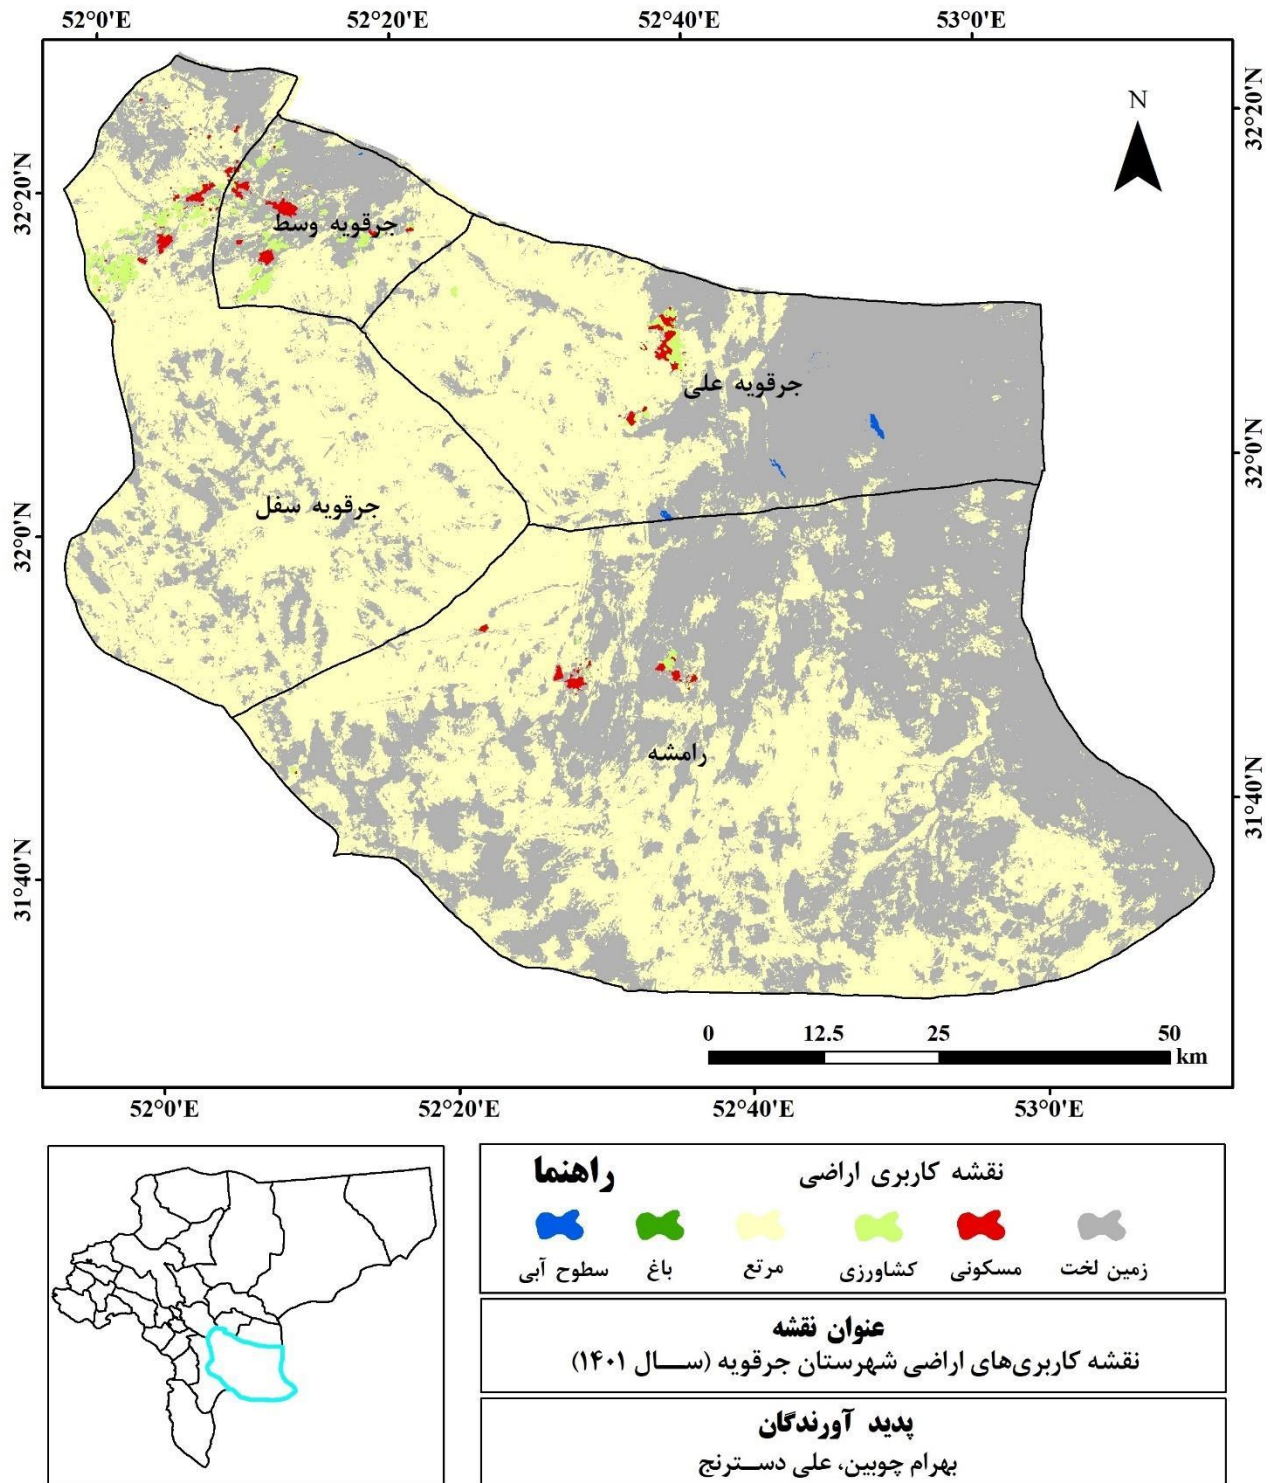 52°0'E 52°20'E 52°40'E 53°0'E
32°20'N
32°20'N
N
جرقویه وسط
جرقویه علی
32°0'N
جرقویه سفل
32°0'N
رامشه
31°40'N
31°40'N
0 12.5 25 50
km
52°0'E 52°20'E 52°40'E 53°0'E
راهنما
نقشه کاربری اراضی
زمین لخت مسکونی کشاورزی مرتع باغ سطوح آبی
عنوان نقشه
نقشه کاربری‌های اراضی شهرستان جرقویه (ســال ۱۴۰۱)
پدید آورندگان
بهرام چوبین، علی دســترنج